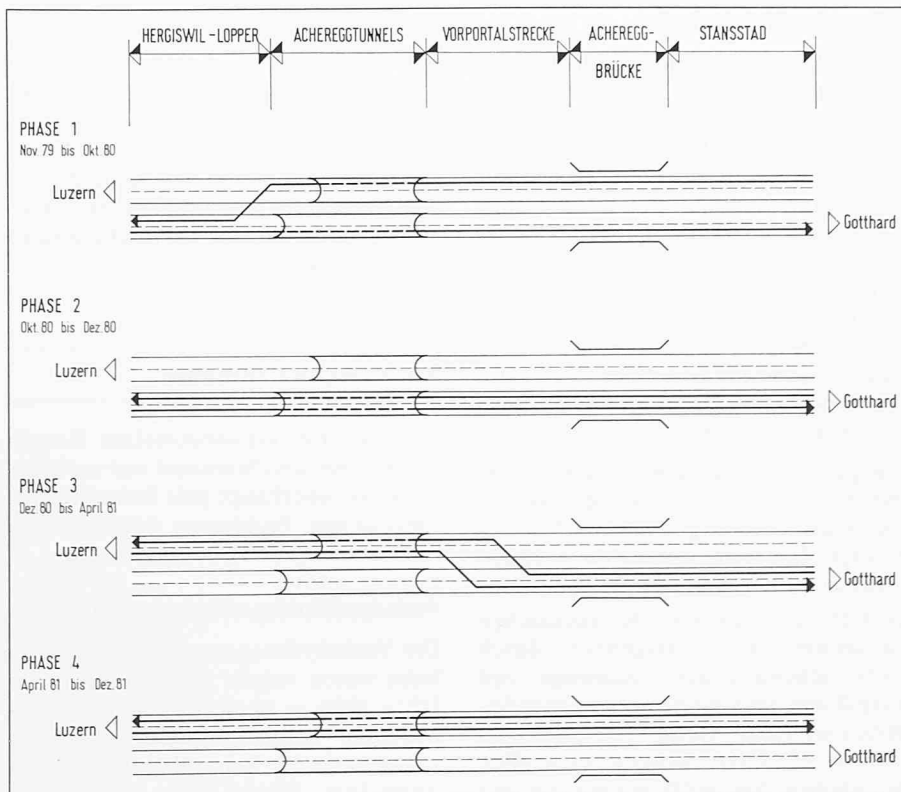 HERGISWIL-LOPPER ACHEREGGTUNNELS VORPORTALSTRECKE ACHEREGG- STANSSTAD
BRÜCKE
PHASE 1
Nov. 79 bis Okt. 80
Luzern
Gotthard
PHASE 2
Okt. 80 bis Dez. 80
Luzern
Gotthard
PHASE 3
Dez. 80 bis April 81
Luzern
Gotthard
PHASE 4
April 81 bis Dez. 81
Luzern
Gotthard